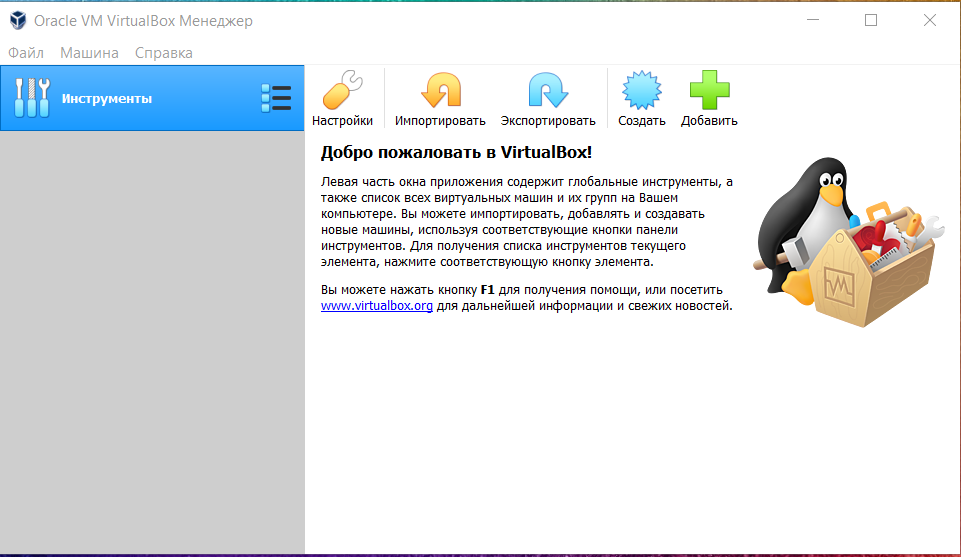 Oracle VM VirtualBox Менеджер
Файл Машина Справка
Инструменты
Настройки Импортировать Экспортировать Создать Добавить
Добро пожаловать в VirtualBox!
Левая часть окна приложения содержит глобальные инструменты, а
также список всех виртуальных машин и их групп на Вашем
компьютере. Вы можете импортировать, добавлять и создавать
новые машины, используя соответствующие кнопки панели
инструментов. Для получения списка инструментов текущего
элемента, нажмите соответствующую кнопку элемента.
Вы можете нажать кнопку F1 для получения помощи, или посетить
www.virtualbox.org для дальнейшей информации и свежих новостей.